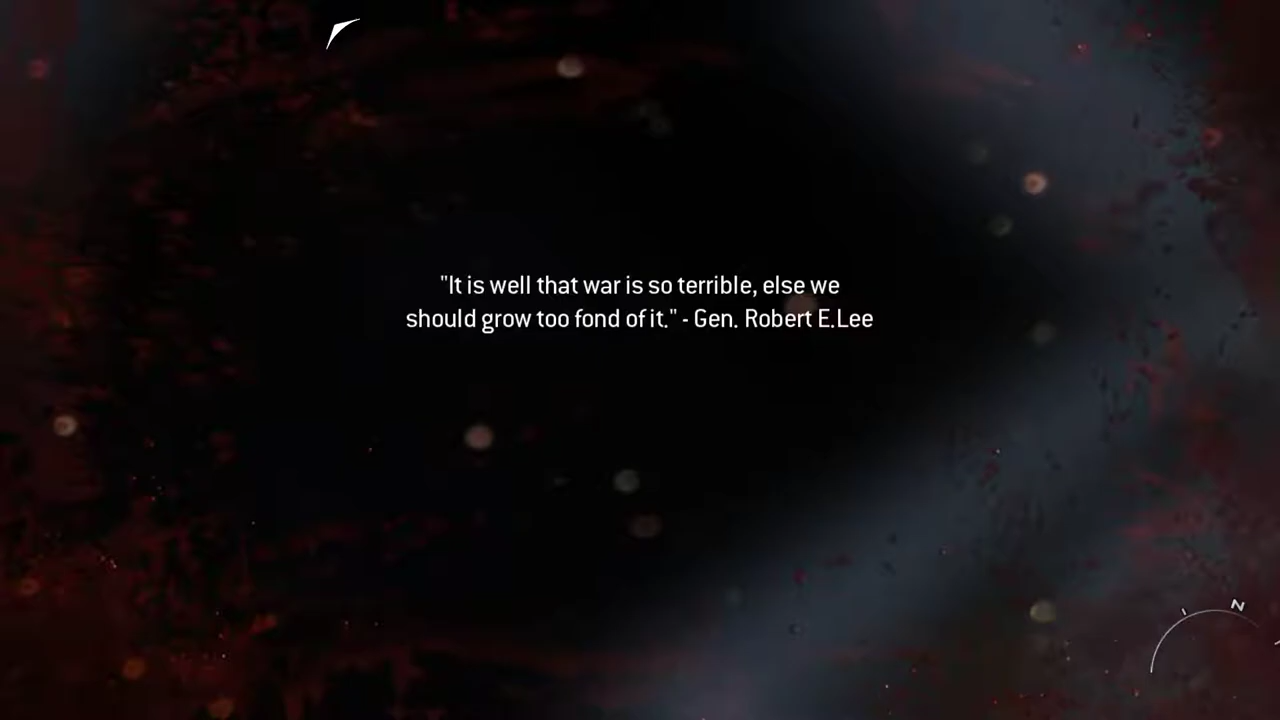 "It is well that war is so terrible, else we
should grow too fond of it." - Gen. Robert E.Lee
N